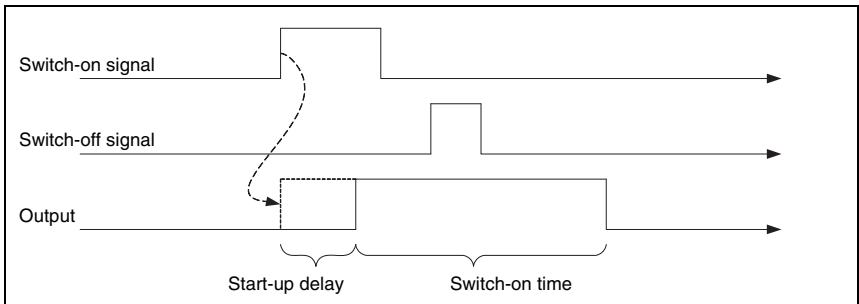 Switch-on signal
Switch-off signal
Output
Start-up delay
Switch-on time